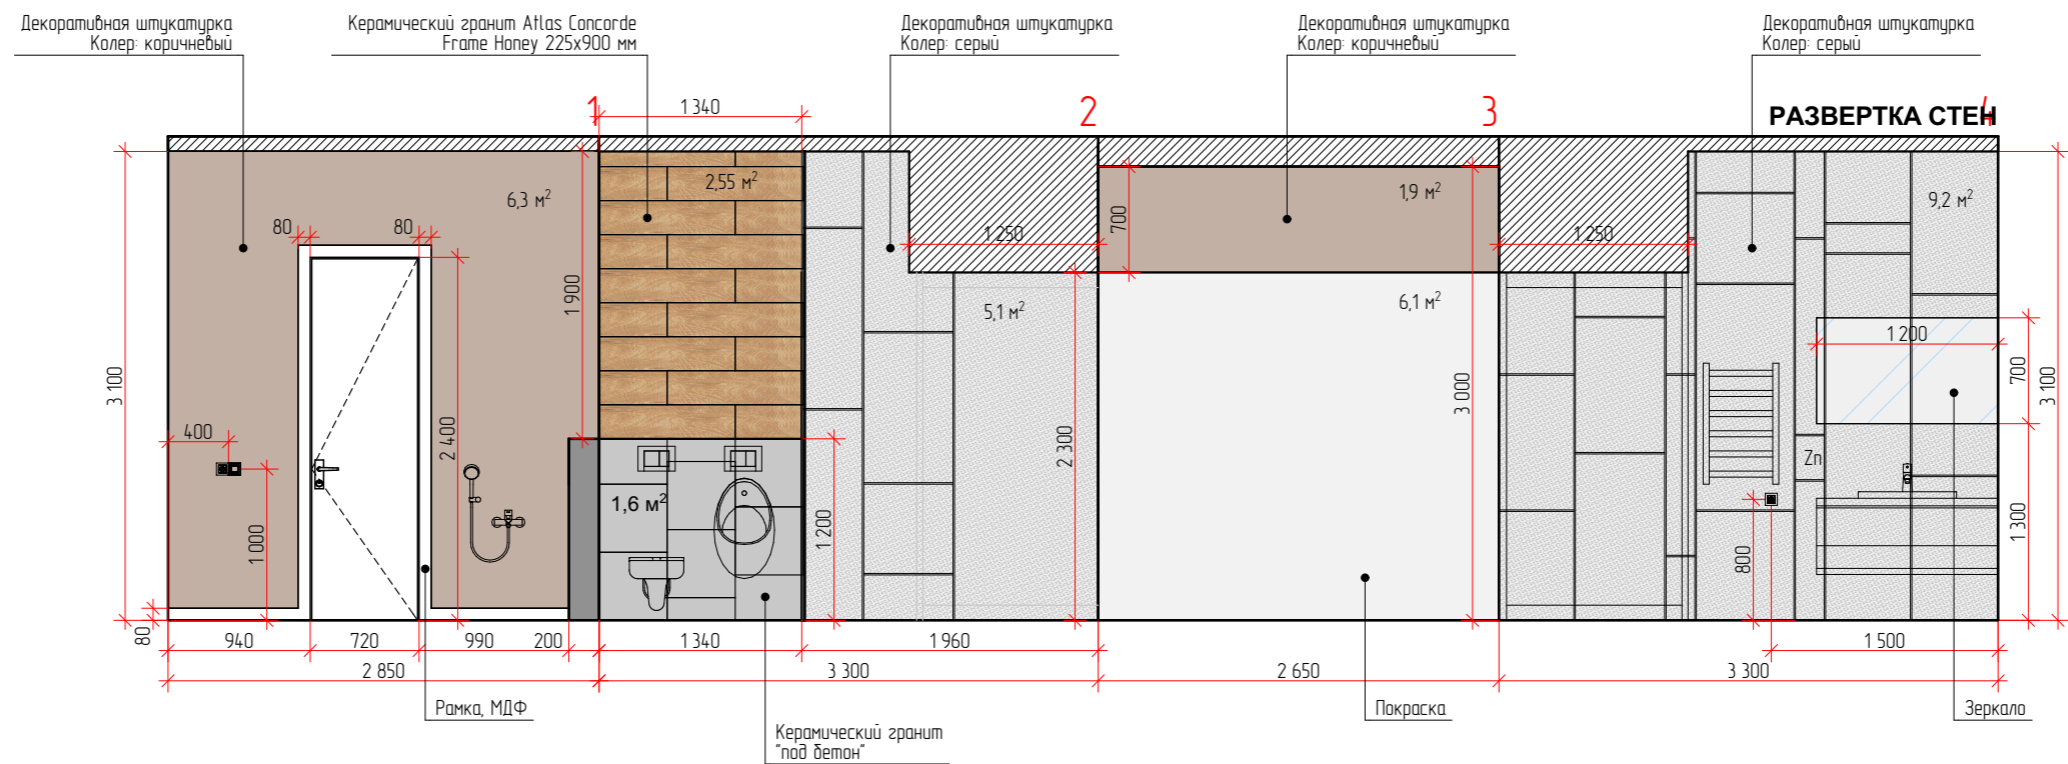 Декоративная штукатурка
Колер: коричневый
Керамический гранит Atlas Concorde
Frame Honey 225x900 мм
Декоративная штукатурка
Колер: серый
Декоративная штукатурка
Колер: коричневый
Декоративная штукатурка
Колер: серый
1
1 340
2
3
4
РАЗВЕРТКА СТЕН
6,3 м²
2,55 м²
1,9 м²
9,2 м²
80
80
1 250
700
1 250
1 900
5,1 м²
6,1 м²
1 200
3 100
700
3 100
400
2 400
3 000
2 300
Zn
1,6 м²
1 000
1 200
800
1 300
80
940
720
990
200
1 340
1 960
1 500
2 850
3 300
2 650
3 300
Рамка, МДФ
Покраска
Зеркало
Керамический гранит
"под бетон"